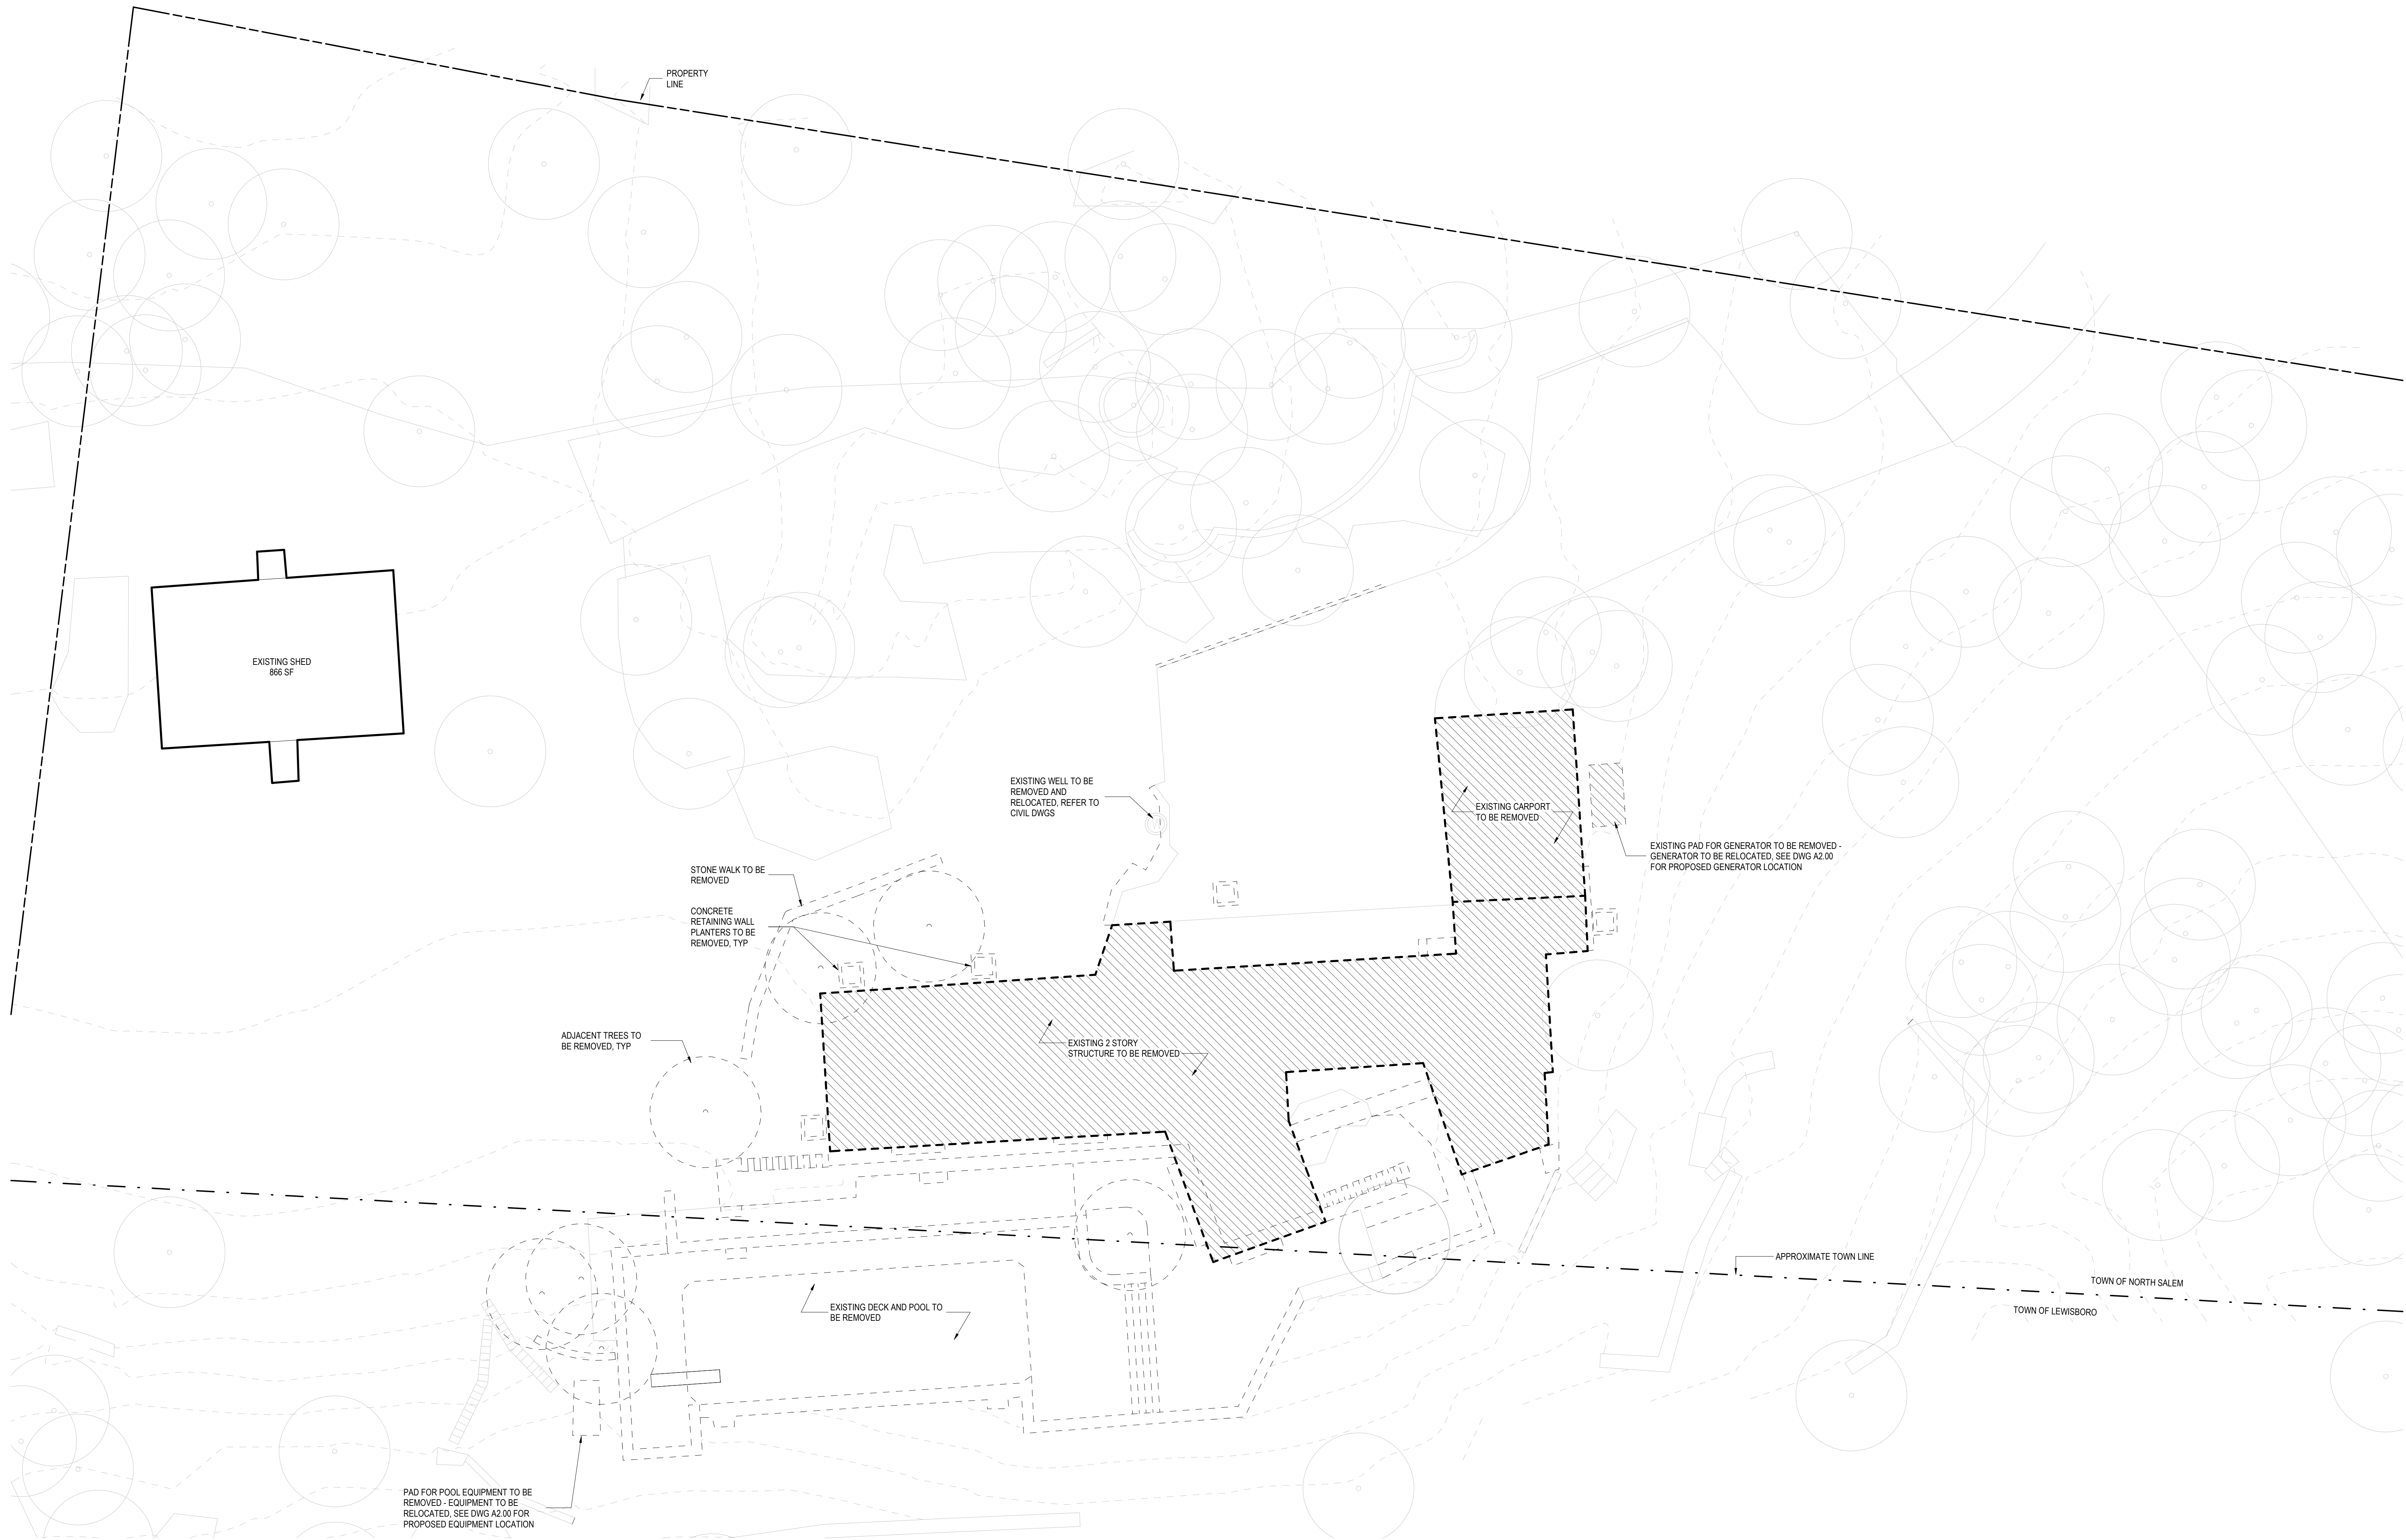 PROPERTY
LINE
EXISTING SHED
866 SF
EXISTING WELL TO BE
REMOVED AND
RELOCATED, REFER TO
CIVIL DWGS
EXISTING CARPORT
TO BE REMOVED
EXISTING PAD FOR GENERATOR TO BE REMOVED -
GENERATOR TO BE RELOCATED, SEE DWG A2.00
FOR PROPOSED GENERATOR LOCATION
STONE WALK TO BE
REMOVED
CONCRETE
RETAINING WALL
PLANTERS TO BE
REMOVED, TYP
ADJACENT TREES TO
BE REMOVED, TYP
EXISTING 2 STORY
STRUCTURE TO BE REMOVED
APPROXIMATE TOWN LINE
TOWN OF NORTH SALEM
TOWN OF LEWISBORO
EXISTING DECK AND POOL TO
BE REMOVED
PAD FOR POOL EQUIPMENT TO BE
REMOVED - EQUIPMENT TO BE
RELOCATED, SEE DWG A2.00 FOR
PROPOSED EQUIPMENT LOCATION